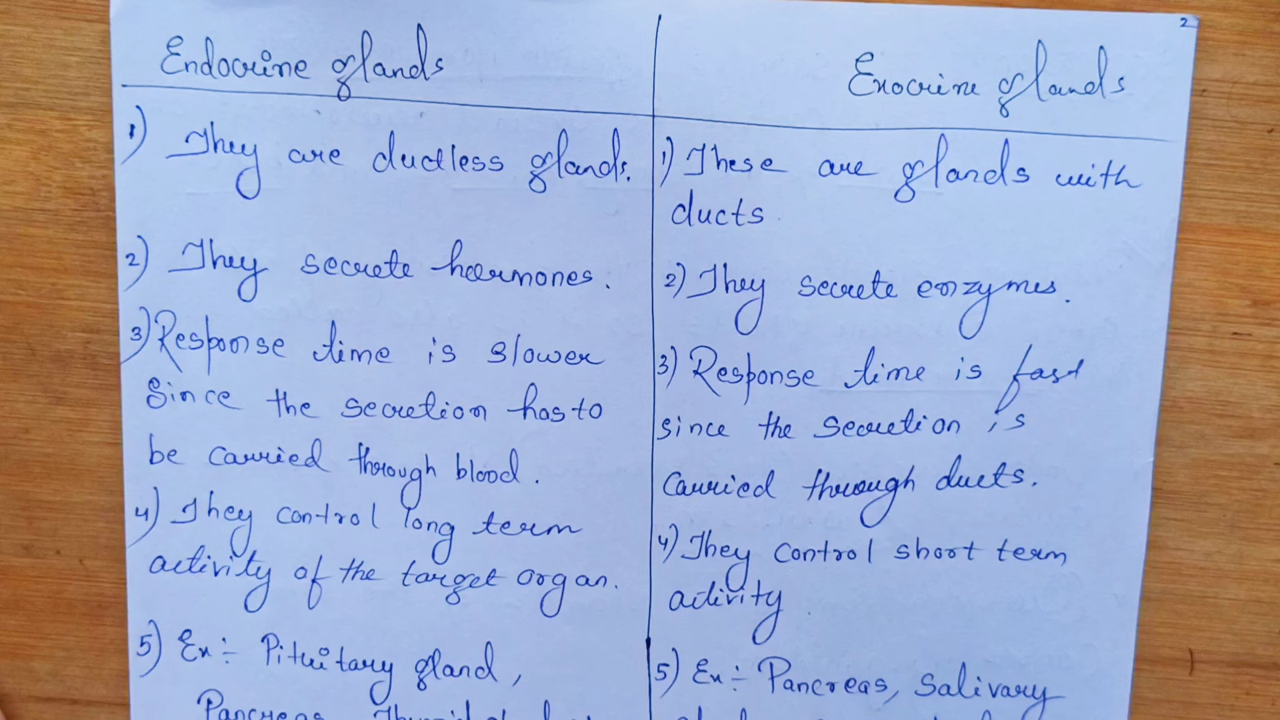 2
Endocrine glands
1) They are ductless glands.
2) They secrete hormones.
3) Response time is slower
since the secretion has to
be carried through blood.
4) They control long term
activity of the target organ.
5) Ex:- Pituitary gland,
Pancreas, Thyroid
Exocrine glands
1) These are glands with
ducts
2) They secrete enzymes.
3) Response time is fast
since the secretion is
carried through ducts.
4) They control short term
activity.
5) Ex:- Pancreas, Salivary